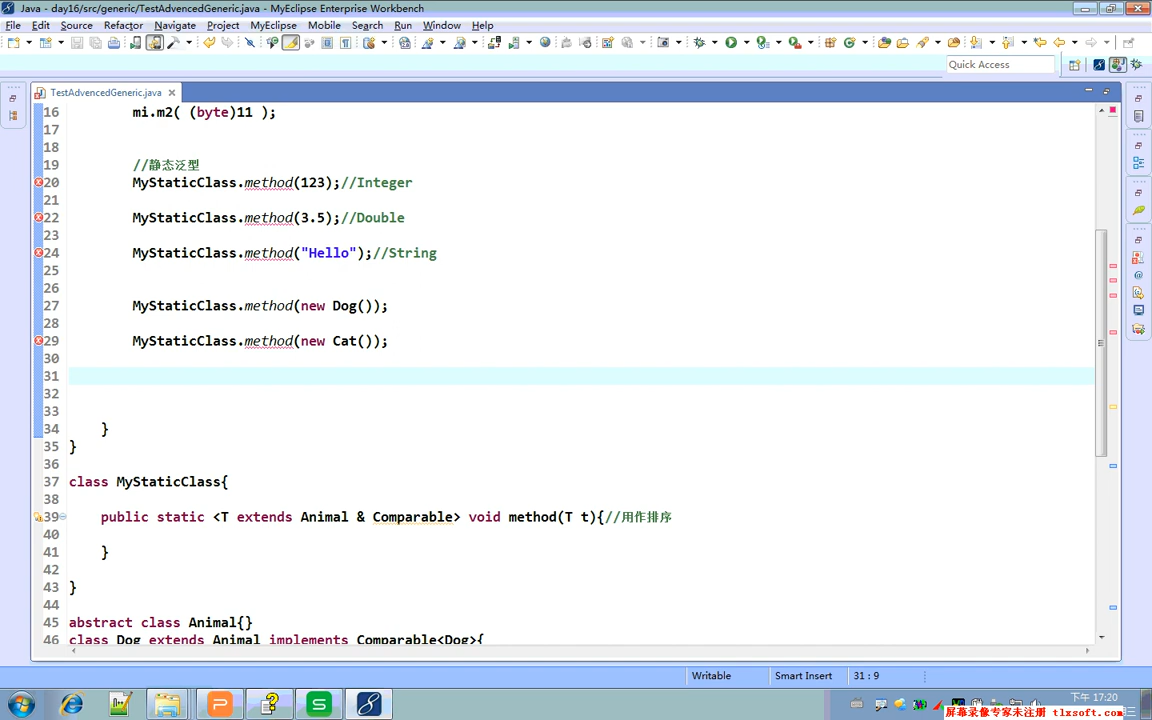 Java - day16/src/generic/TestAdvencedGeneric.java - MyEclipse Enterprise Workbench
File Edit Source Refactor Navigate Project MyEclipse Mobile Search Run Window Help
Quick Access
TestAdvencedGeneric.java
16 mi.m2( (byte)11 );
17
18
19 //静态泛型
20 MyStaticClass.method(123);//Integer
21
22 MyStaticClass.method(3.5);//Double
23
24 MyStaticClass.method("Hello");//String
25
26
27 MyStaticClass.method(new Dog());
28
29 MyStaticClass.method(new Cat());
30
31
32
33
34 }
35 }
36
37 class MyStaticClass{
38
39 public static <T extends Animal & Comparable> void method(T t){//用作排序
40
41 }
42
43 }
44
45 abstract class Animal{}
46 class Dog extends Animal implements Comparable<Dog>{
Writable Smart Insert 31 : 9
下午 17:20
屏幕录像专家未注册 tlxsoft.com